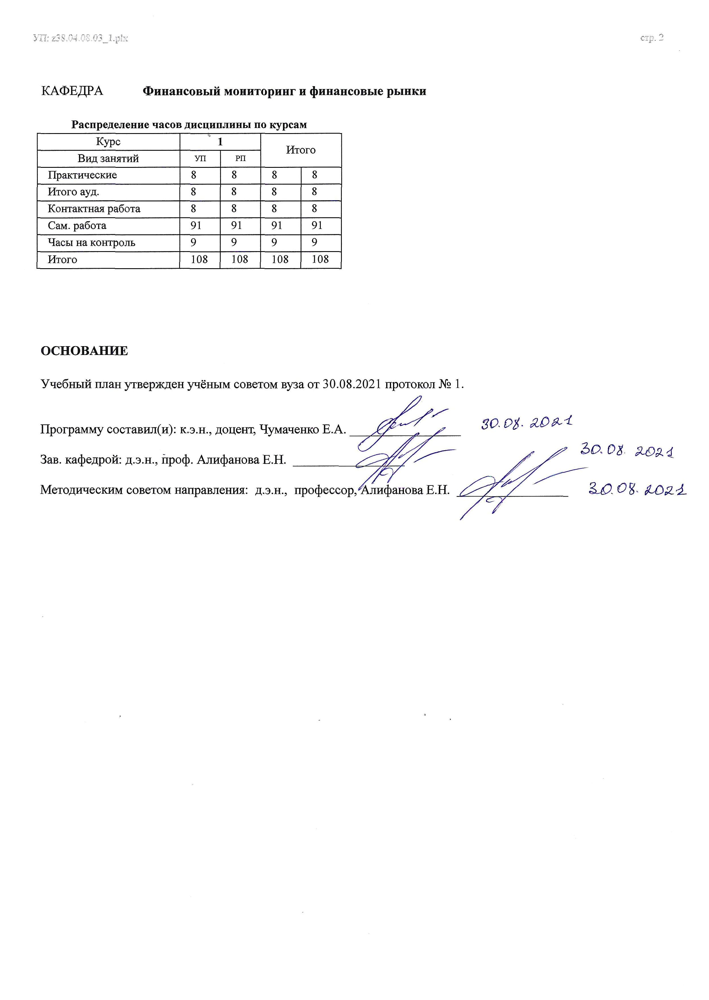 УП: z38.04.08.03_1.plx стр. 2
КАФЕДРА Финансовый мониторинг и финансовые рынки
Распределение часов дисциплины по курсам
Курс 1 Итого
Вид занятий УП РП
Практические 8 8 8 8
Итого ауд. 8 8 8 8
Контактная работа 8 8 8 8
Сам. работа 91 91 91 91
Часы на контроль 9 9 9 9
Итого 108 108 108 108
ОСНОВАНИЕ
Учебный план утвержден учёным советом вуза от 30.08.2021 протокол № 1.
Программу составил(и): к.э.н., доцент, Чумаченко Е.А. 30.08.2021
Зав. кафедрой: д.э.н., проф. Алифанова Е.Н. 30.08.2021
Методическим советом направления: д.э.н., профессор, Алифанова Е.Н. 30.08.2021